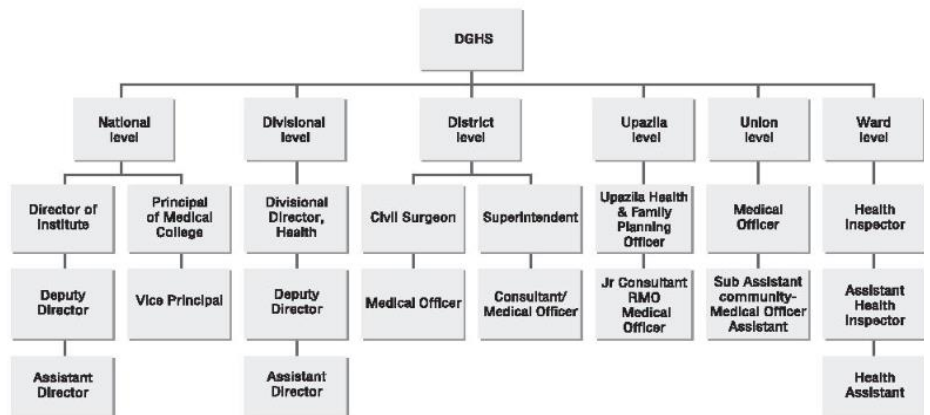 DGHS
National
level
Divisional
level
District
level
Upazila
level
Union
level
Ward
level
Director of
Institute
Principal
of Medical
College
Divisional
Director,
Health
Civil Surgeon
Superintendent
Upazila Health
& Family
Planning
Officer
Medical
Officer
Health
Inspector
Deputy
Director
Vice Principal
Deputy
Director
Medical Officer
Consultant/
Medical Officer
Jr Consultant
RMO
Medical
Officer
Sub Assistant
community-
Medical Officer
Assistant
Assistant
Health
Inspector
Assistant
Director
Assistant
Director
Health
Assistant